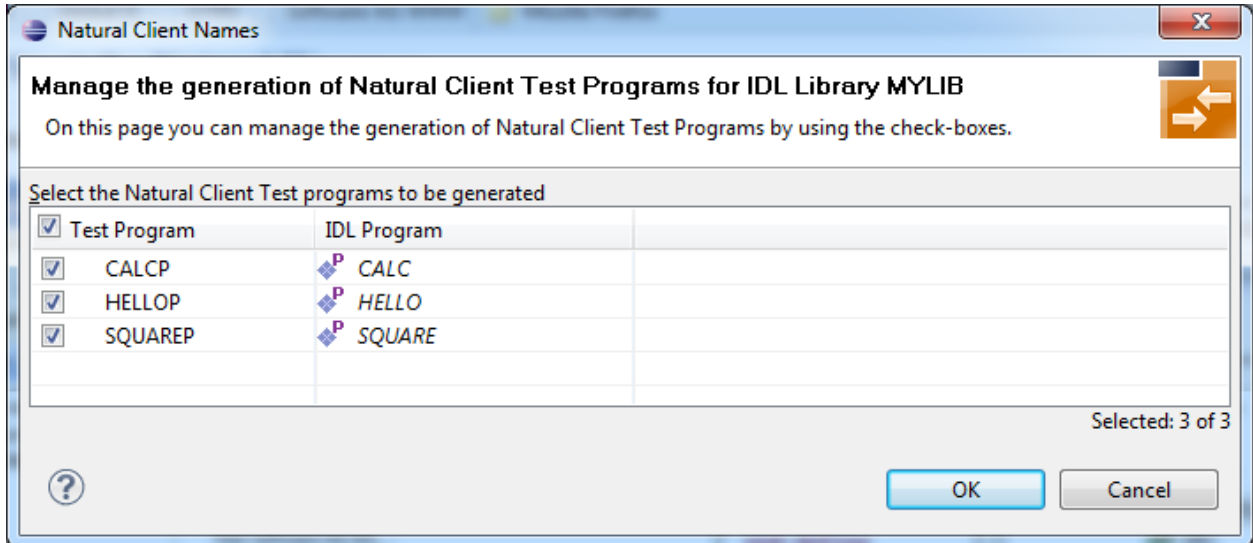 Natural Client Names
Manage the generation of Natural Client Test Programs for IDL Library MYLIB
On this page you can manage the generation of Natural Client Test Programs by using the check-boxes.
Select the Natural Client Test programs to be generated
Test Program IDL Program
CALCP P CALC
HELLOP P HELLO
SQUAREP P SQUARE
Selected: 3 of 3
? OK Cancel